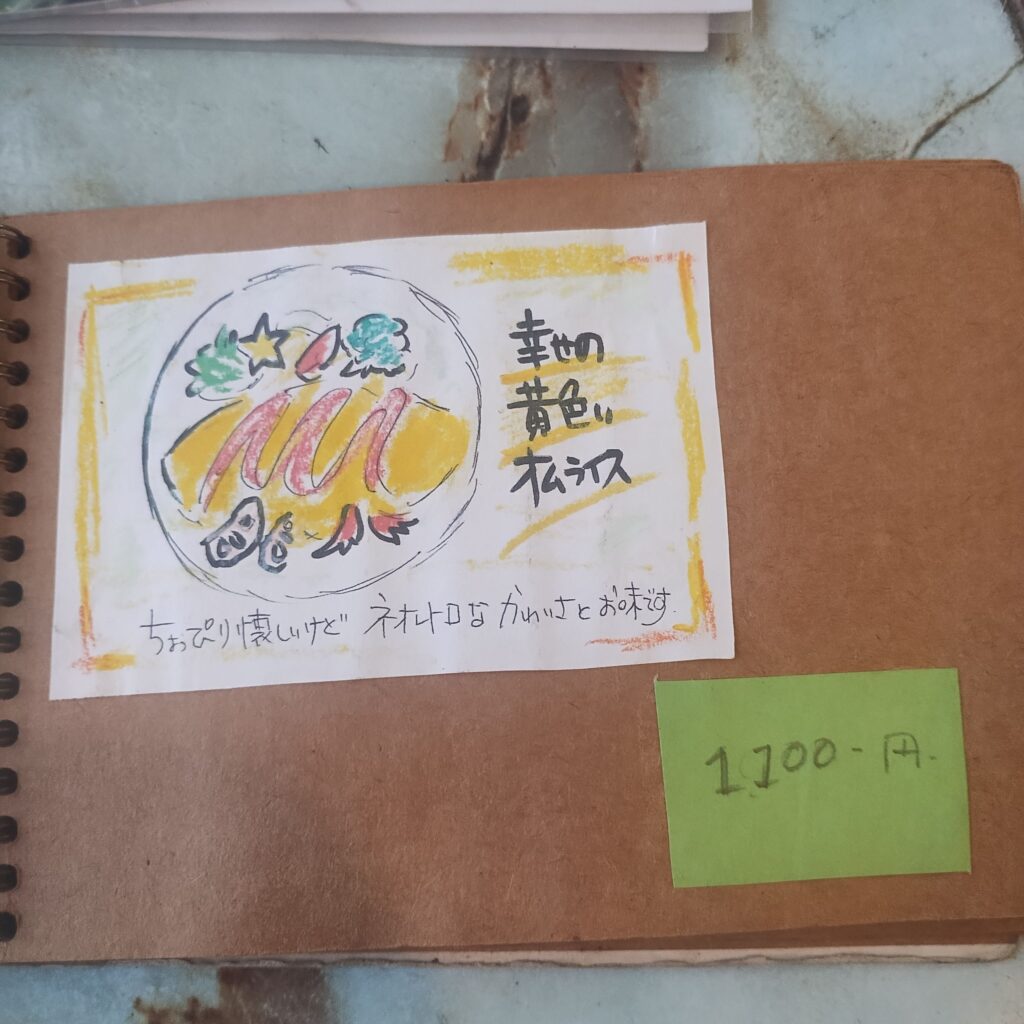 幸せの
黄色い
オムライス
ちょっぴり懐しいけど ネオレトロな かわいさと お味です.
1,100-円.